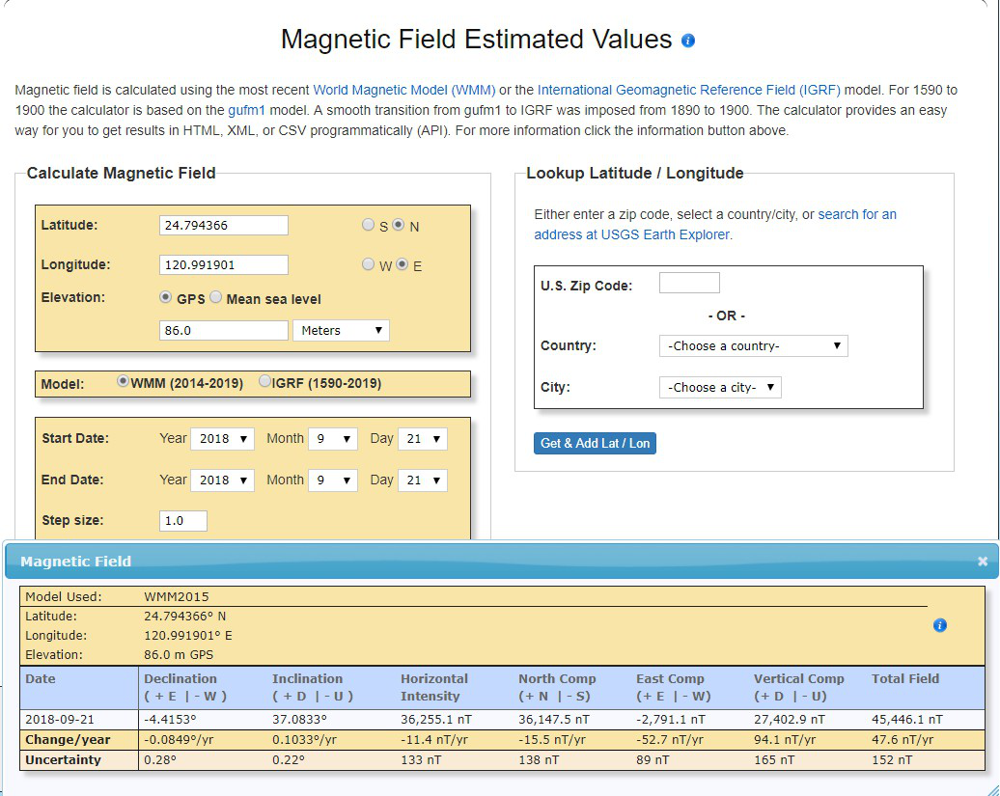 Magnetic Field Estimated Values
Magnetic field is calculated using the most recent World Magnetic Model (WMM) or the International Geomagnetic Reference Field (IGRF) model. For 1590 to
1900 the calculator is based on the gufm1 model. A smooth transition from gufm1 to IGRF was imposed from 1890 to 1900. The calculator provides an easy
way for you to get results in HTML, XML, or CSV programmatically (API). For more information click the information button above.
Calculate Magnetic Field
Latitude: 24.794366 S N
Longitude: 120.991901 W E
Elevation: GPS Mean sea level
86.0 Meters
Model: WMM (2014-2019) IGRF (1590-2019)
Start Date: Year 2018 Month 9 Day 21
End Date: Year 2018 Month 9 Day 21
Step size: 1.0
Lookup Latitude / Longitude
Either enter a zip code, select a country/city, or search for an
address at USGS Earth Explorer.
U.S. Zip Code:
- OR -
Country: -Choose a country-
City: -Choose a city-
Get & Add Lat / Lon
Magnetic Field
Model Used: WMM2015
Latitude: 24.794366° N
Longitude: 120.991901° E
Elevation: 86.0 m GPS
Date Declination Inclination Horizontal North Comp East Comp Vertical Comp Total Field
( + E | - W ) ( + D | - U ) Intensity (+ N | - S) (+ E | - W) (+ D | - U)
2018-09-21 -4.4153° 37.0833° 36,255.1 nT 36,147.5 nT -2,791.1 nT 27,402.9 nT 45,446.1 nT
Change/year -0.0849°/yr 0.1033°/yr -11.4 nT/yr -15.5 nT/yr -52.7 nT/yr 94.1 nT/yr 47.6 nT/yr
Uncertainty 0.28° 0.22° 133 nT 138 nT 89 nT 165 nT 152 nT